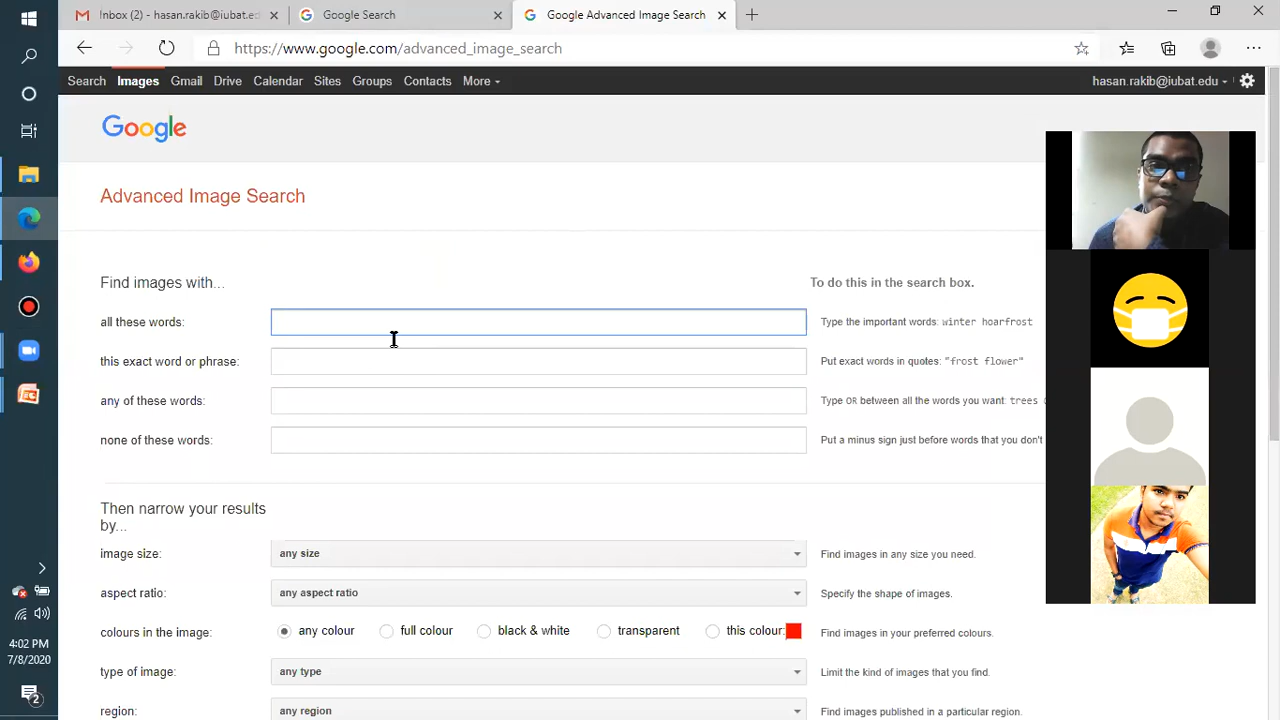 Inbox (2) - hasan.rakib@iubat.ed
Google Search
Google Advanced Image Search
https://www.google.com/advanced_image_search
Search Images Gmail Drive Calendar Sites Groups Contacts More
hasan.rakib@iubat.edu
Google
Advanced Image Search
Find images with...
To do this in the search box.
all these words:
Type the important words: winter hoarfrost
this exact word or phrase:
Put exact words in quotes: "frost flower"
any of these words:
Type OR between all the words you want: trees
none of these words:
Put a minus sign just before words that you don't
Then narrow your results
by...
image size:
any size
Find images in any size you need.
aspect ratio:
any aspect ratio
Specify the shape of images.
colours in the image:
any colour full colour black & white transparent this colour:
Find images in your preferred colours.
type of image:
any type
Limit the kind of images that you find.
region:
any region
Find images published in a particular region.
4:02 PM
7/8/2020
2